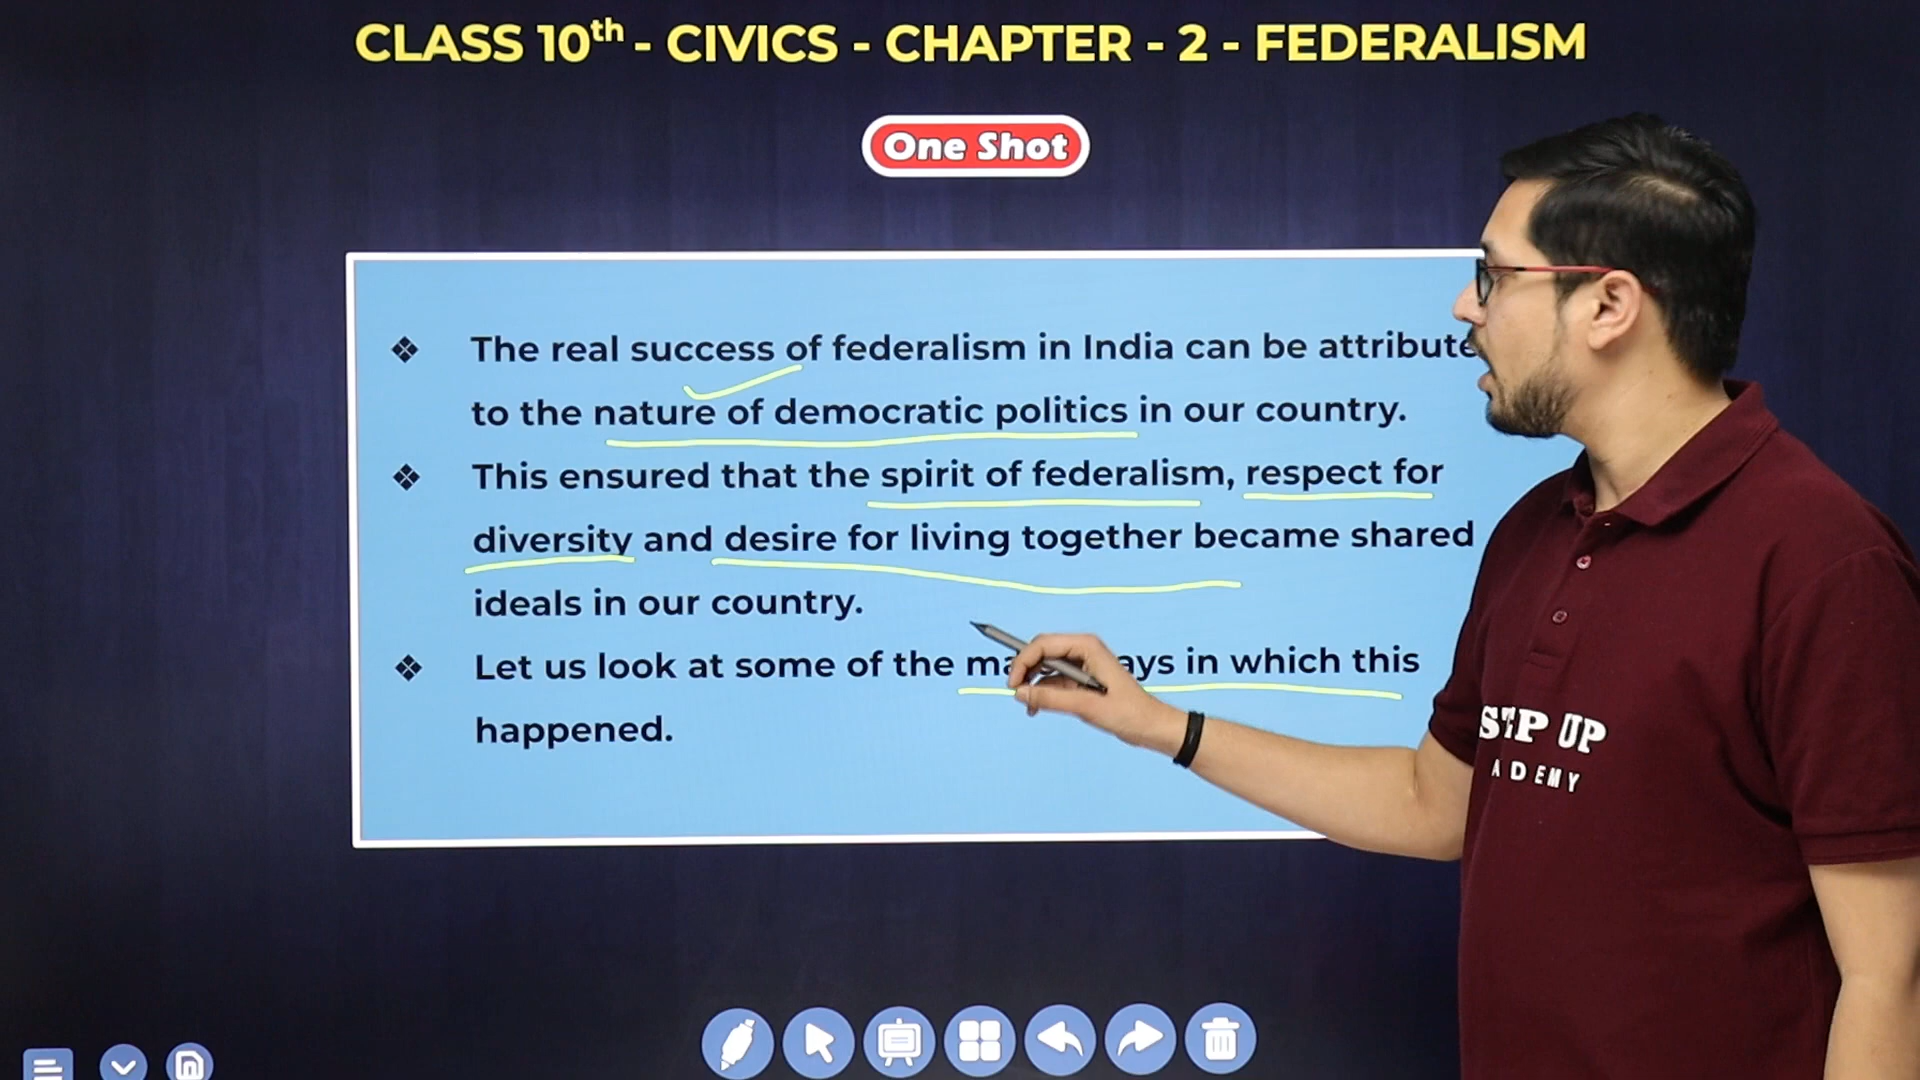 CLASS 10th - CIVICS - CHAPTER - 2 - FEDERALISM
One Shot
❖ The real success of federalism in India can be attribute
to the nature of democratic politics in our country.
❖ This ensured that the spirit of federalism, respect for
diversity and desire for living together became shared
ideals in our country.
❖ Let us look at some of the ma ays in which this
happened.
ST P UP
ADEMY